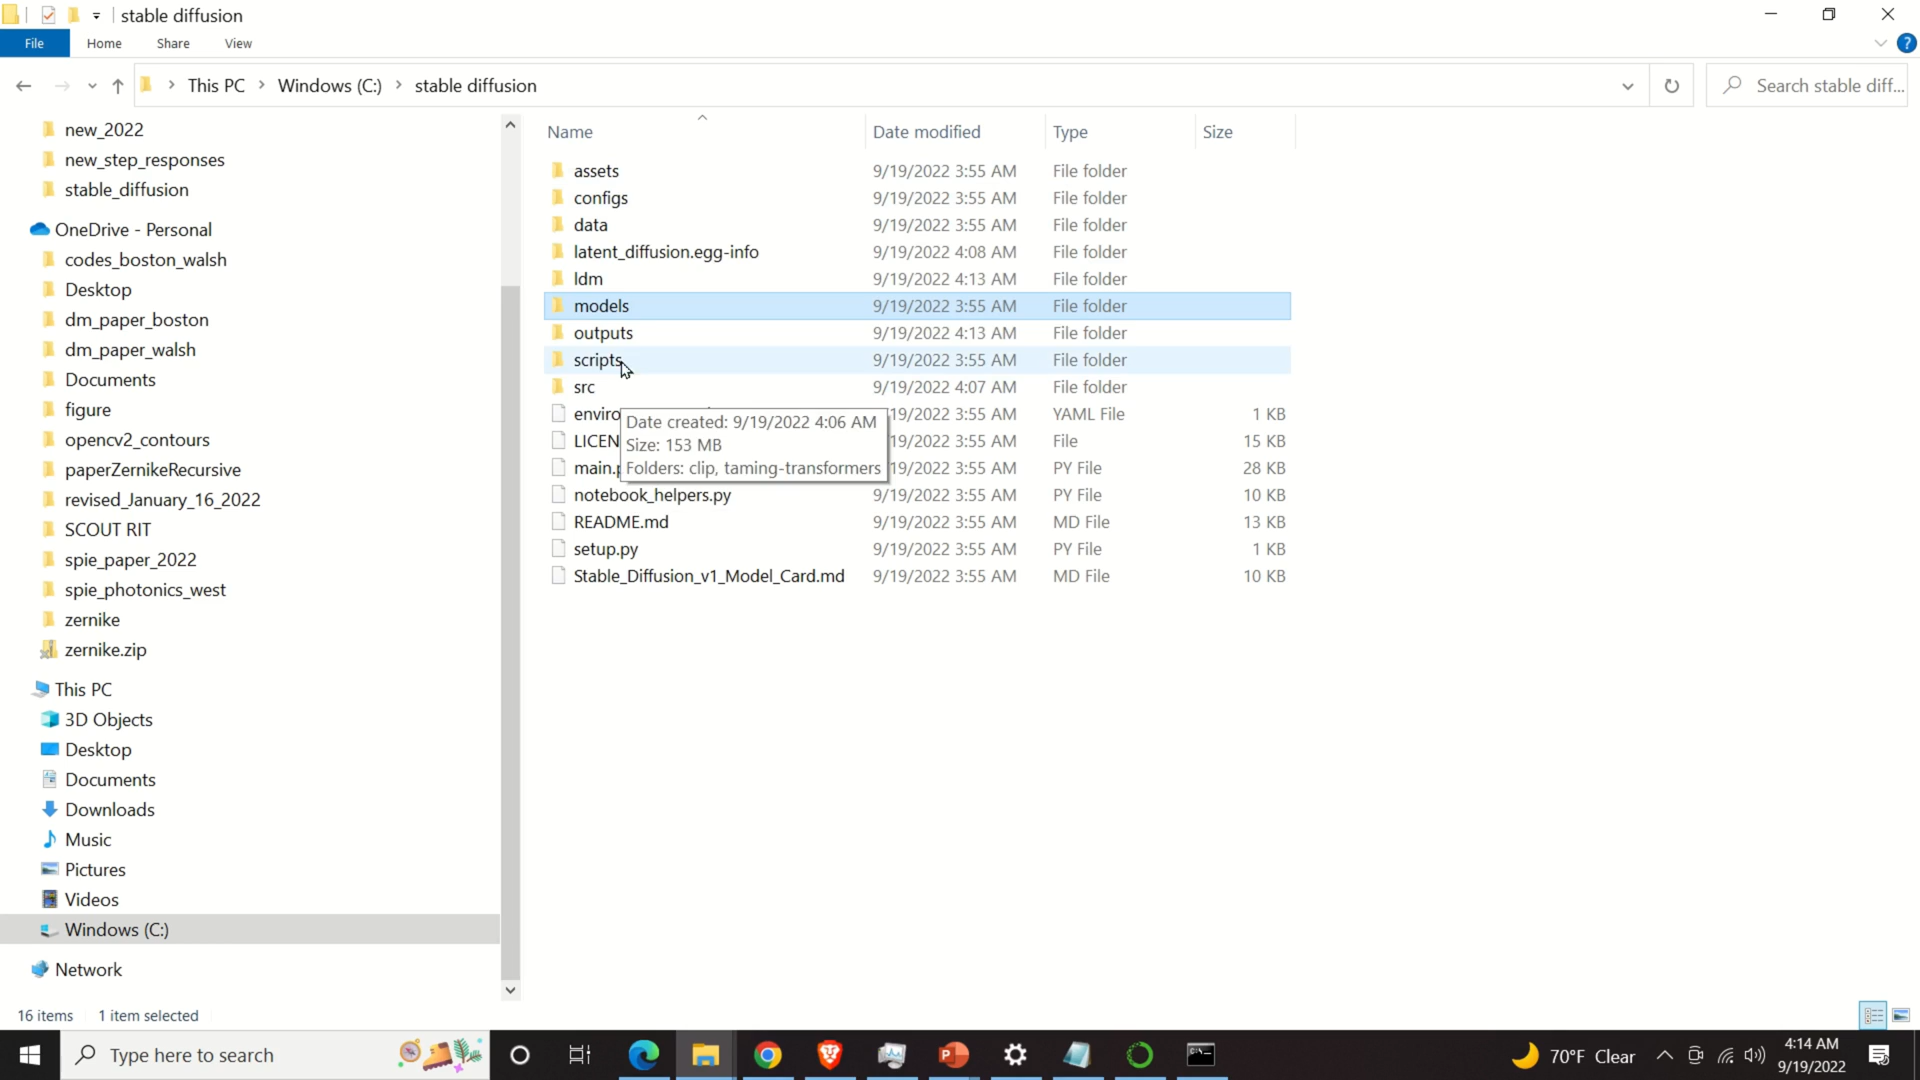 stable diffusion
File Home Share View
This PC > Windows (C:) > stable diffusion
Search stable diff...
new_2022
new_step_responses
stable_diffusion
OneDrive - Personal
codes_boston_walsh
Desktop
dm_paper_boston
dm_paper_walsh
Documents
figure
opencv2_contours
paperZernikeRecursive
revised_January_16_2022
SCOUT RIT
spie_paper_2022
spie_photonics_west
zernike
zernike.zip
This PC
3D Objects
Desktop
Documents
Downloads
Music
Pictures
Videos
Windows (C:)
Network
Name Date modified Type Size
assets 9/19/2022 3:55 AM File folder
configs 9/19/2022 3:55 AM File folder
data 9/19/2022 3:55 AM File folder
latent_diffusion.egg-info 9/19/2022 4:08 AM File folder
ldm 9/19/2022 4:13 AM File folder
models 9/19/2022 3:55 AM File folder
outputs 9/19/2022 4:13 AM File folder
scripts 9/19/2022 3:55 AM File folder
src 9/19/2022 4:07 AM File folder
enviro 19/2022 3:55 AM YAML File 1 KB
LICEN 19/2022 3:55 AM File 15 KB
main.p 19/2022 3:55 AM PY File 28 KB
Date created: 9/19/2022 4:06 AM
Size: 153 MB
Folders: clip, taming-transformers
notebook_helpers.py 9/19/2022 3:55 AM PY File 10 KB
README.md 9/19/2022 3:55 AM MD File 13 KB
setup.py 9/19/2022 3:55 AM PY File 1 KB
Stable_Diffusion_v1_Model_Card.md 9/19/2022 3:55 AM MD File 10 KB
16 items 1 item selected
Type here to search
70°F Clear
4:14 AM
9/19/2022